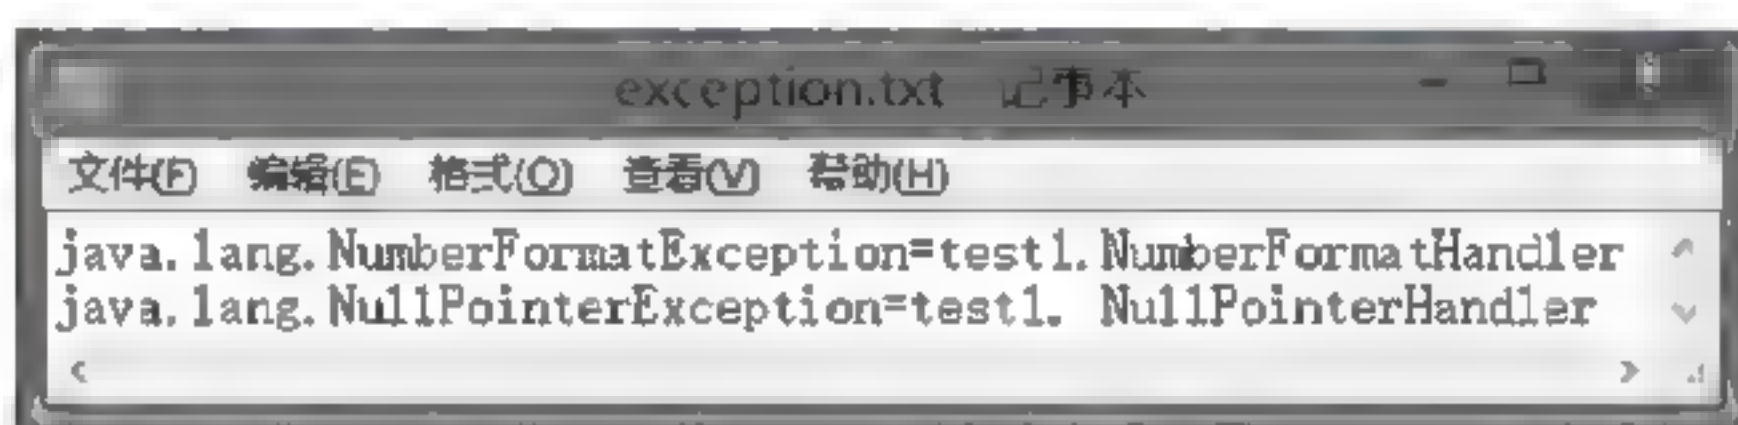 exception.txt 记事本
文件(F) 编辑(E) 格式(O) 查看(V) 帮助(H)
java.lang.NumberFormatException=test1.NumberFormatHandler
java.lang.NullPointerException=test1. NullPointerHandler